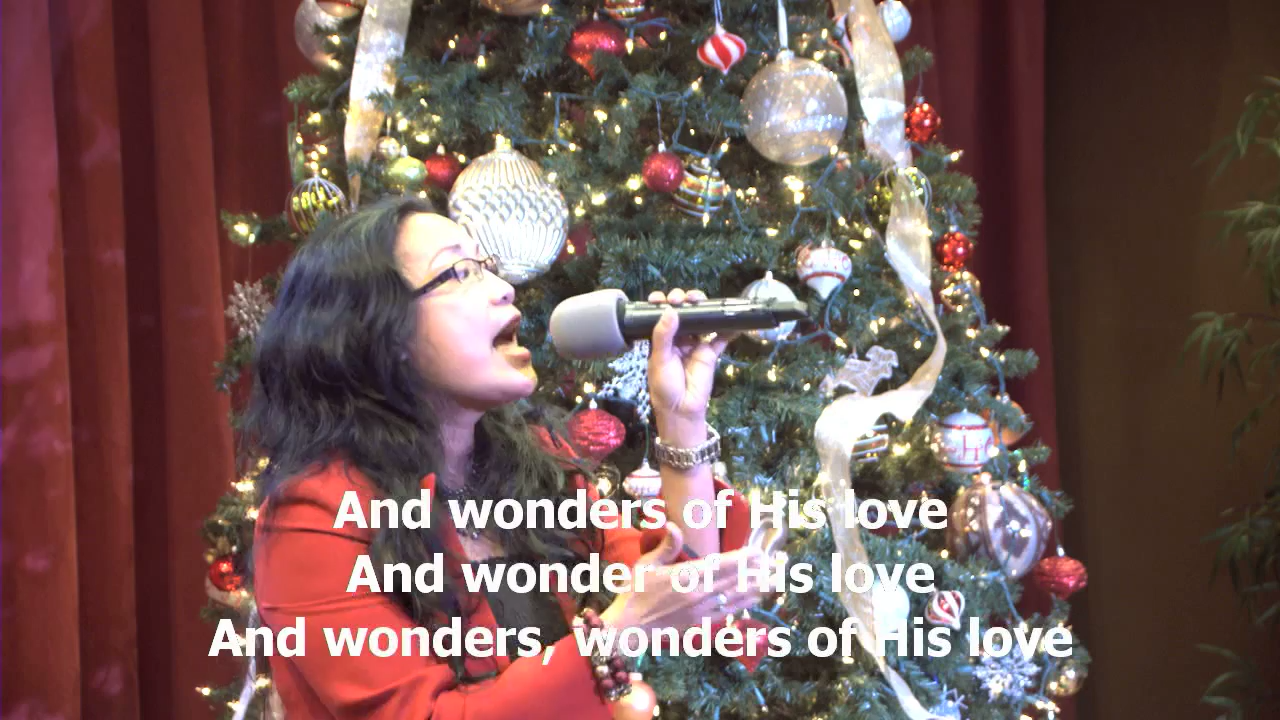 And wonders of His love
And wonder of His love
And wonders, wonders of His love